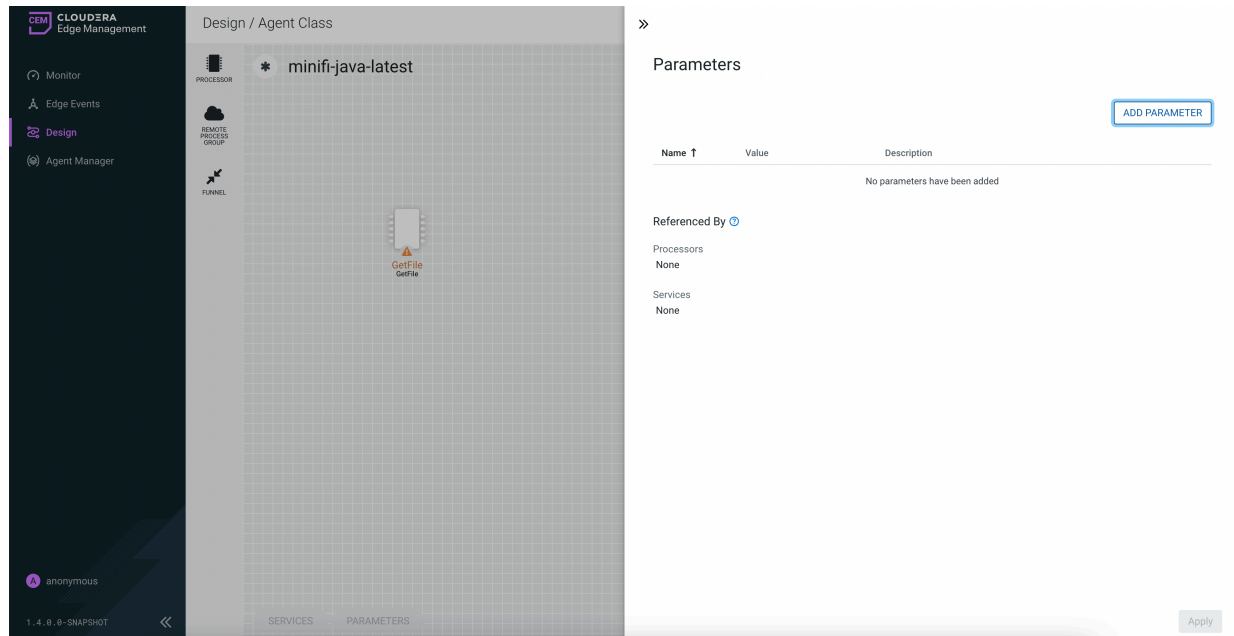 CEM CLOUDERA
Edge Management
Monitor
Edge Events
Design
Agent Manager
A anonymous
1.4.0.0-SNAPSHOT
Design / Agent Class
PROCESSOR
REMOTE
PROCESS
GROUP
FUNNEL
minifi-java-latest
GetFile
GetFile
SERVICES PARAMETERS
Parameters
ADD PARAMETER
Name ↑ Value Description
No parameters have been added
Referenced By ?
Processors
None
Services
None
Apply